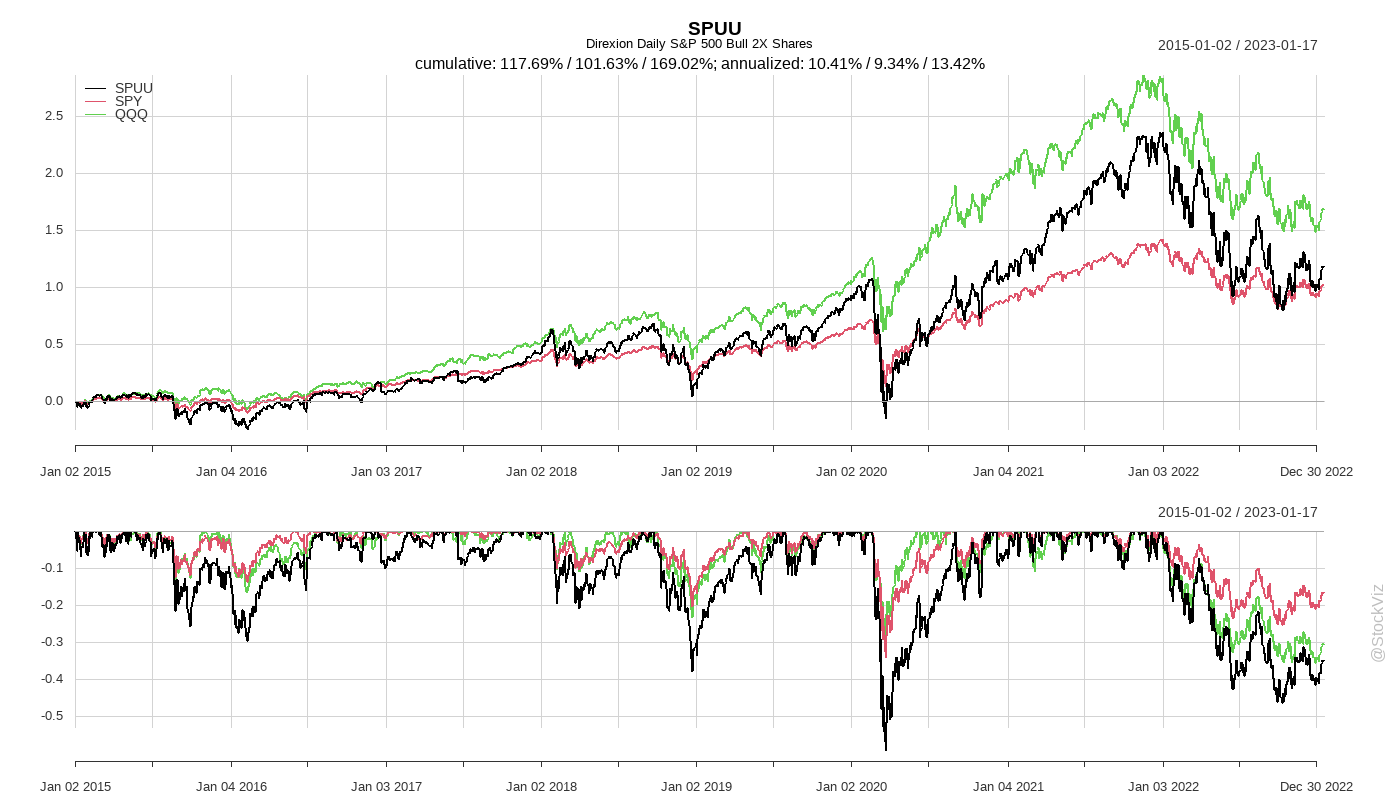 SPUU
Direxion Daily S&P 500 Bull 2X Shares
2015-01-02 / 2023-01-17
cumulative: 117.69% / 101.63% / 169.02%; annualized: 10.41% / 9.34% / 13.42%
SPUU
SPY
QQQ
2.5
2.0
1.5
1.0
0.5
0.0
Jan 02 2015 Jan 04 2016 Jan 03 2017 Jan 02 2018 Jan 02 2019 Jan 02 2020 Jan 04 2021 Jan 03 2022 Dec 30 2022
2015-01-02 / 2023-01-17
-0.1
-0.2
-0.3
-0.4
-0.5
Jan 02 2015 Jan 04 2016 Jan 03 2017 Jan 02 2018 Jan 02 2019 Jan 02 2020 Jan 04 2021 Jan 03 2022 Dec 30 2022
@StockViz